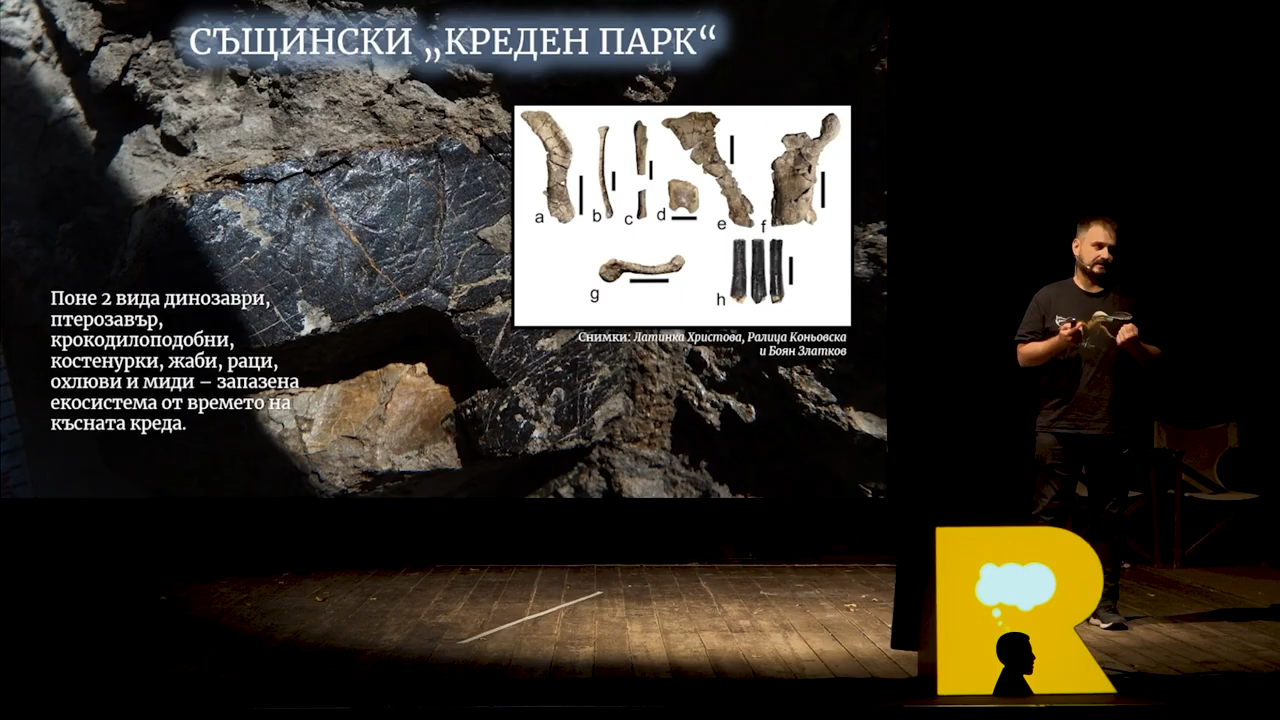 СЪЩИНСКИ „КРЕДЕН ПАРК“
a
b
c
d
e
f
g
h
Снимки: Латинка Христова, Ралица Коньовска
и Боян Златков
Поне 2 вида динозаври,
птерозавър,
крокодилоподобни,
костенурки, жаби, раци,
охлюви и миди – запазена
екосистема от времето на
късната креда.
R